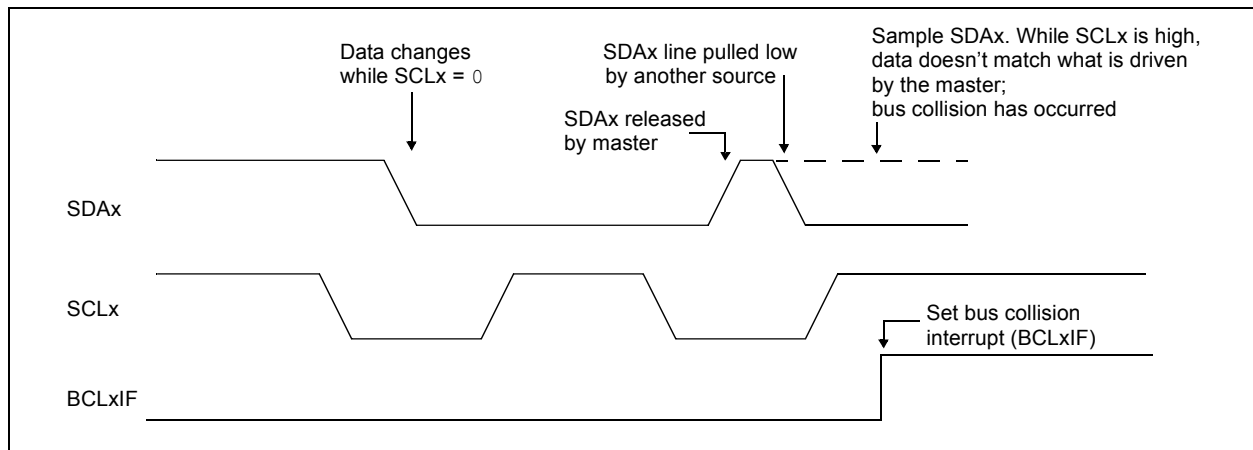 Data changes
while SCLx = 0
SDAx line pulled low
by another source
Sample SDAx. While SCLx is high,
data doesn't match what is driven
by the master;
bus collision has occurred
SDAx released
by master
SDAx
SCLx
Set bus collision
interrupt (BCLxIF)
BCLxIF